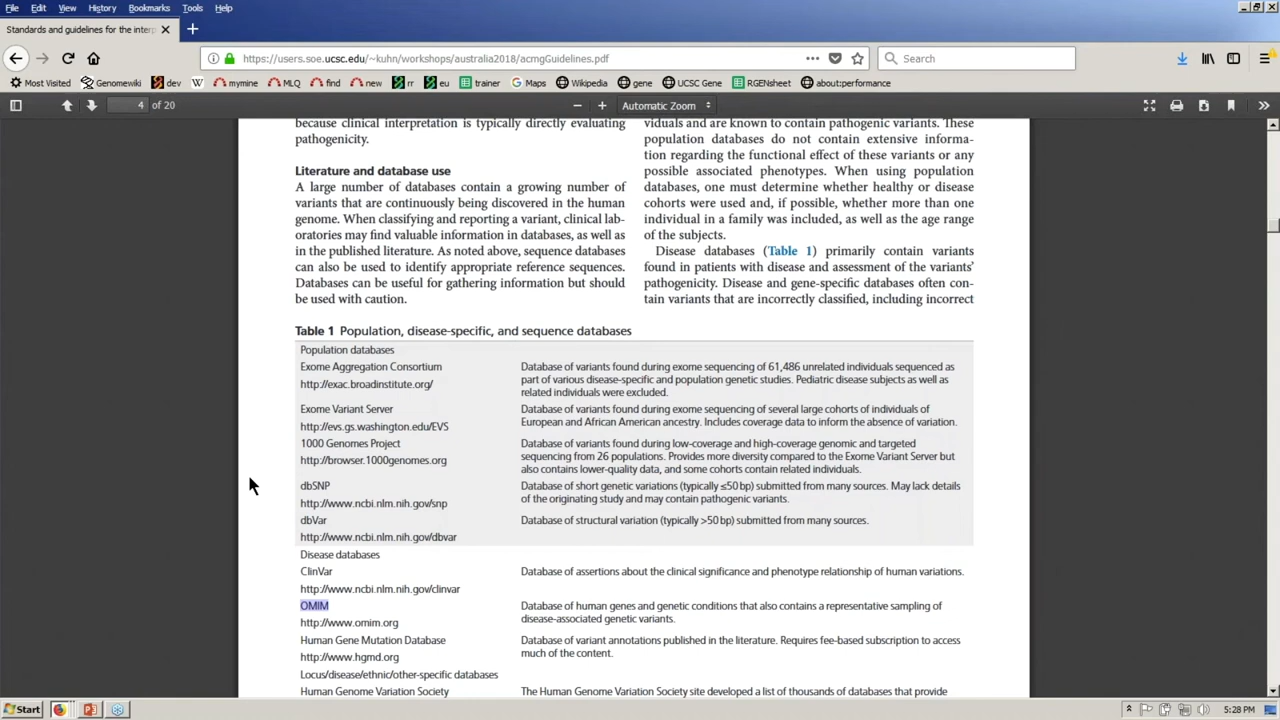 File Edit View History Bookmarks Tools Help
Standards and guidelines for the interp
https://users.soe.ucsc.edu/~kuhn/workshops/australia2018/acmgGuidelines.pdf
Search
Most Visited Genomewiki dev mymine MLQ find new rr eu trainer Maps Wikipedia gene UCSC Gene RGENsheet about:performance
4 of 20
Automatic Zoom
because clinical interpretation is typically directly evaluating
pathogenicity.
Literature and database use
A large number of databases contain a growing number of
variants that are continuously being discovered in the human
genome. When classifying and reporting a variant, clinical lab-
oratories may find valuable information in databases, as well as
in the published literature. As noted above, sequence databases
can also be used to identify appropriate reference sequences.
Databases can be useful for gathering information but should
be used with caution.
viduals and are known to contain pathogenic variants. These
population databases do not contain extensive informa-
tion regarding the functional effect of these variants or any
possible associated phenotypes. When using population
databases, one must determine whether healthy or disease
cohorts were used and, if possible, whether more than one
individual in a family was included, as well as the age range
of the subjects.
Disease databases (Table 1) primarily contain variants
found in patients with disease and assessment of the variants'
pathogenicity. Disease and gene-specific databases often con-
tain variants that are incorrectly classified, including incorrect
Table 1 Population, disease-specific, and sequence databases
Population databases
Exome Aggregation Consortium
http://exac.broadinstitute.org/
Database of variants found during exome sequencing of 61,486 unrelated individuals sequenced as
part of various disease-specific and population genetic studies. Pediatric disease subjects as well as
related individuals were excluded.
Exome Variant Server
http://evs.gs.washington.edu/EVS
Database of variants found during exome sequencing of several large cohorts of individuals of
European and African American ancestry. Includes coverage data to inform the absence of variation.
1000 Genomes Project
http://browser.1000genomes.org
Database of variants found during low-coverage and high-coverage genomic and targeted
sequencing from 26 populations. Provides more diversity compared to the Exome Variant Server but
also contains lower-quality data, and some cohorts contain related individuals.
dbSNP
http://www.ncbi.nlm.nih.gov/snp
Database of short genetic variations (typically ≤50 bp) submitted from many sources. May lack details
of the originating study and may contain pathogenic variants.
dbVar
http://www.ncbi.nlm.nih.gov/dbvar
Database of structural variation (typically >50 bp) submitted from many sources.
Disease databases
ClinVar
http://www.ncbi.nlm.nih.gov/clinvar
Database of assertions about the clinical significance and phenotype relationship of human variations.
OMIM
http://www.omim.org
Database of human genes and genetic conditions that also contains a representative sampling of
disease-associated genetic variants.
Human Gene Mutation Database
http://www.hgmd.org
Database of variant annotations published in the literature. Requires fee-based subscription to access
much of the content.
Locus/disease/ethnic/other-specific databases
Human Genome Variation Society
The Human Genome Variation Society site developed a list of thousands of databases that provide
Start
5:28 PM